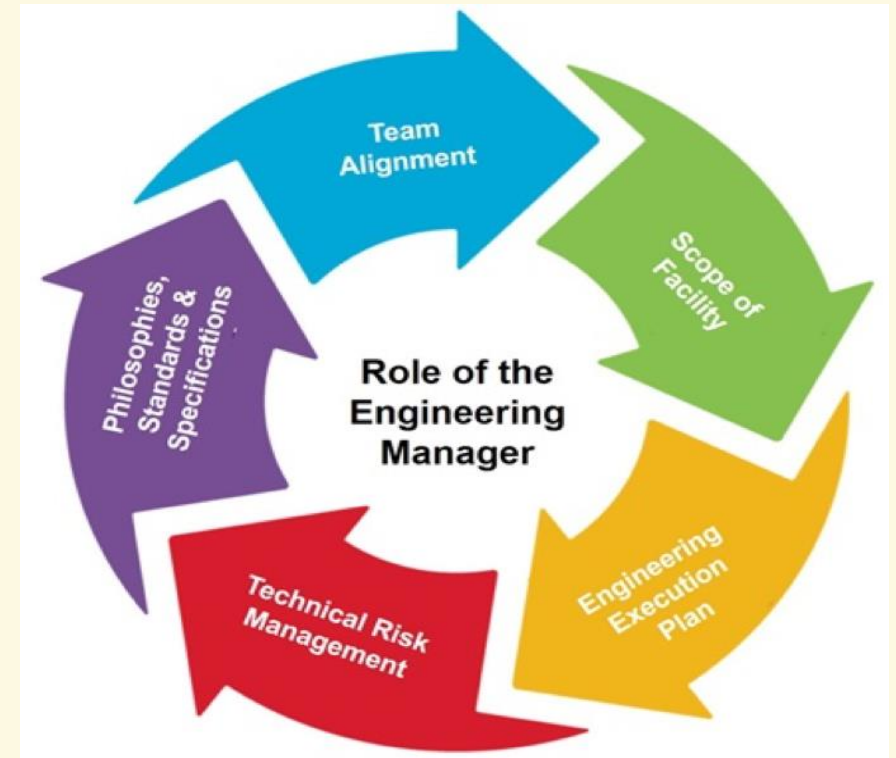 Team
Alignment
Scope of
Facility
Engineering
Execution
Plan
Technical Risk
Management
Philosophies,
Standards &
Specifications
Role of the
Engineering
Manager